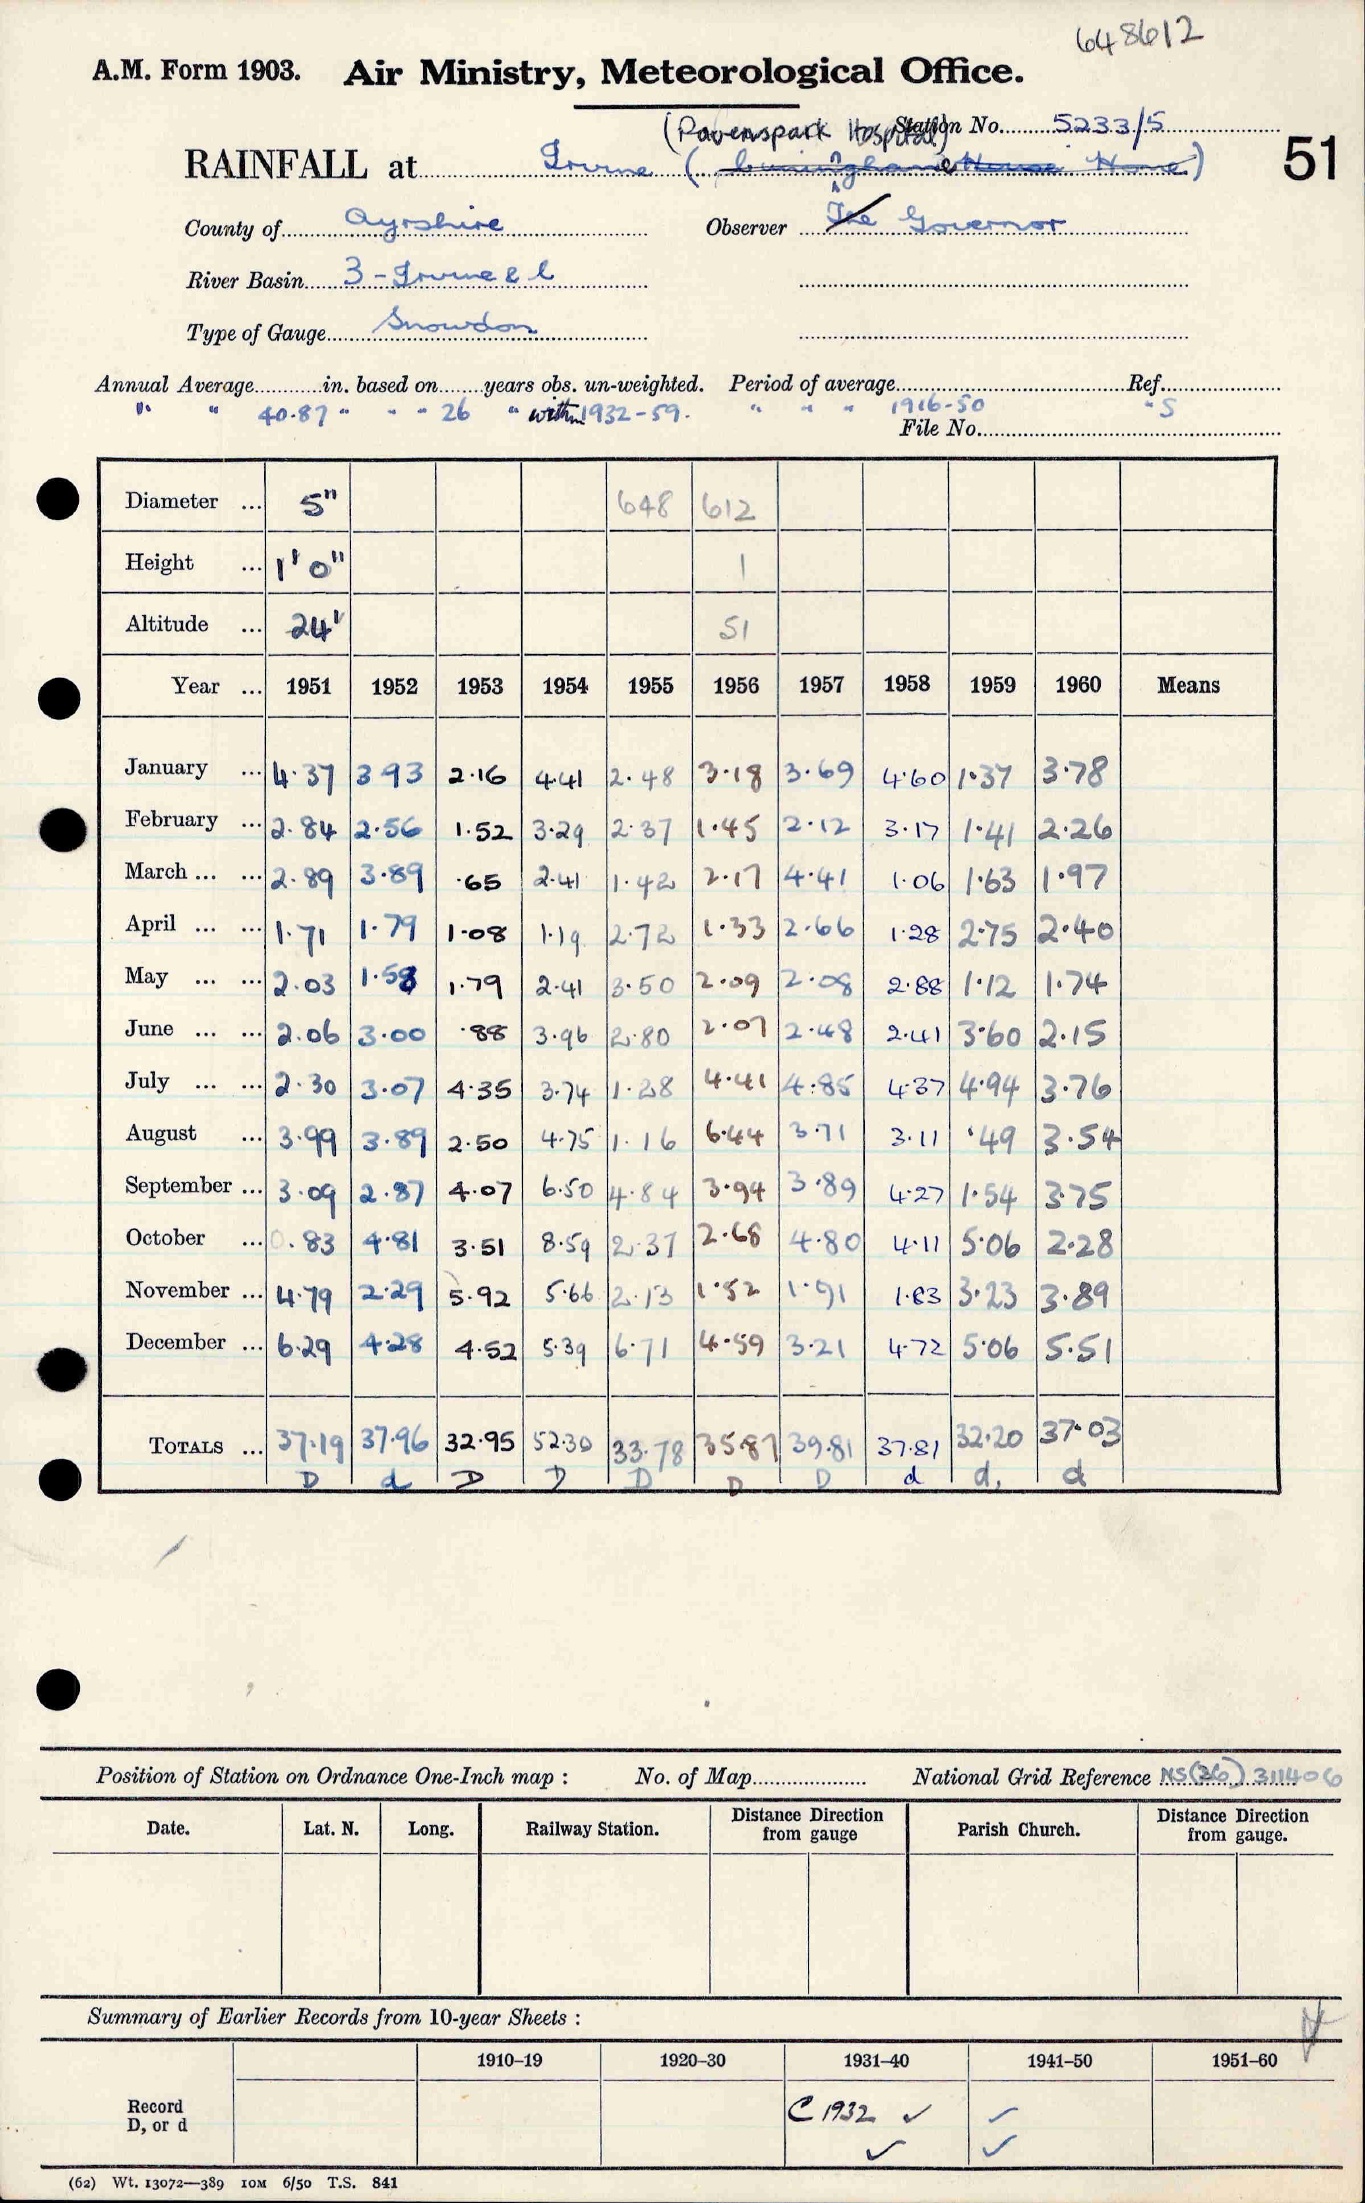 648612
A.M. Form 1903. Air Ministry, Meteorological Office.
(Ravenspark Hospital) Station No. 5233/5
RAINFALL at Irvine (Cunninghame House Home) 51
County of Ayrshire Observer The Governor
River Basin 3 - Irvine & c
Type of Gauge Snowdon
Annual Average in. based on years obs. un-weighted. Period of average Ref.
" " 40.87 " " " 26 " within 1932-59. " " " 1916-50 "S
File No.
Diameter ... 5" 648 612
Height ... 1' 0" 1
Altitude ... 24' 51
Year ... 1951 1952 1953 1954 1955 1956 1957 1958 1959 1960 Means
January ... 4.37 3.93 2.16 4.41 2.48 3.18 3.69 4.60 1.37 3.78
February ... 2.84 2.56 1.52 3.29 2.37 1.45 2.12 3.17 1.41 2.26
March ... ... 2.89 3.89 .65 2.41 1.42 2.17 4.41 1.06 1.63 1.97
April ... ... 1.71 1.79 1.08 1.19 2.72 1.33 2.66 1.28 2.75 2.40
May ... ... 2.03 1.58 1.79 2.41 3.50 2.09 2.08 2.88 1.12 1.74
June ... ... 2.06 3.00 .88 3.96 2.80 2.07 2.48 2.41 3.60 2.15
July ... ... 2.30 3.07 4.35 3.74 1.28 4.41 4.85 4.37 4.94 3.76
August ... 3.99 3.89 2.50 4.75 1.16 6.44 3.71 3.11 .49 3.54
September ... 3.09 2.87 4.07 6.50 4.84 3.94 3.89 4.27 1.54 3.75
October ... 0.83 4.81 3.51 8.59 2.37 2.68 4.80 4.11 5.06 2.28
November ... 4.79 2.29 5.92 5.66 2.13 1.52 1.91 1.83 3.23 3.89
December ... 6.29 4.28 4.52 5.39 6.71 4.59 3.21 4.72 5.06 5.51
TOTALS ... 37.19 37.96 32.95 52.30 33.78 35.87 39.81 37.81 32.20 37.03
D d D D D D D d d. d
Position of Station on Ordnance One-Inch map : No. of Map National Grid Reference NS(26) 311406
Date. Lat. N. Long. Railway Station. Distance from gauge Direction Parish Church. Distance Direction from gauge.
Summary of Earlier Records from 10-year Sheets :
1910–19 1920–30 1931–40 1941–50 1951–60
Record D, or d C 1932 ✓ ✓
✓ ✓
(62) Wt. 13072—389 10M 6/50 T.S. 841